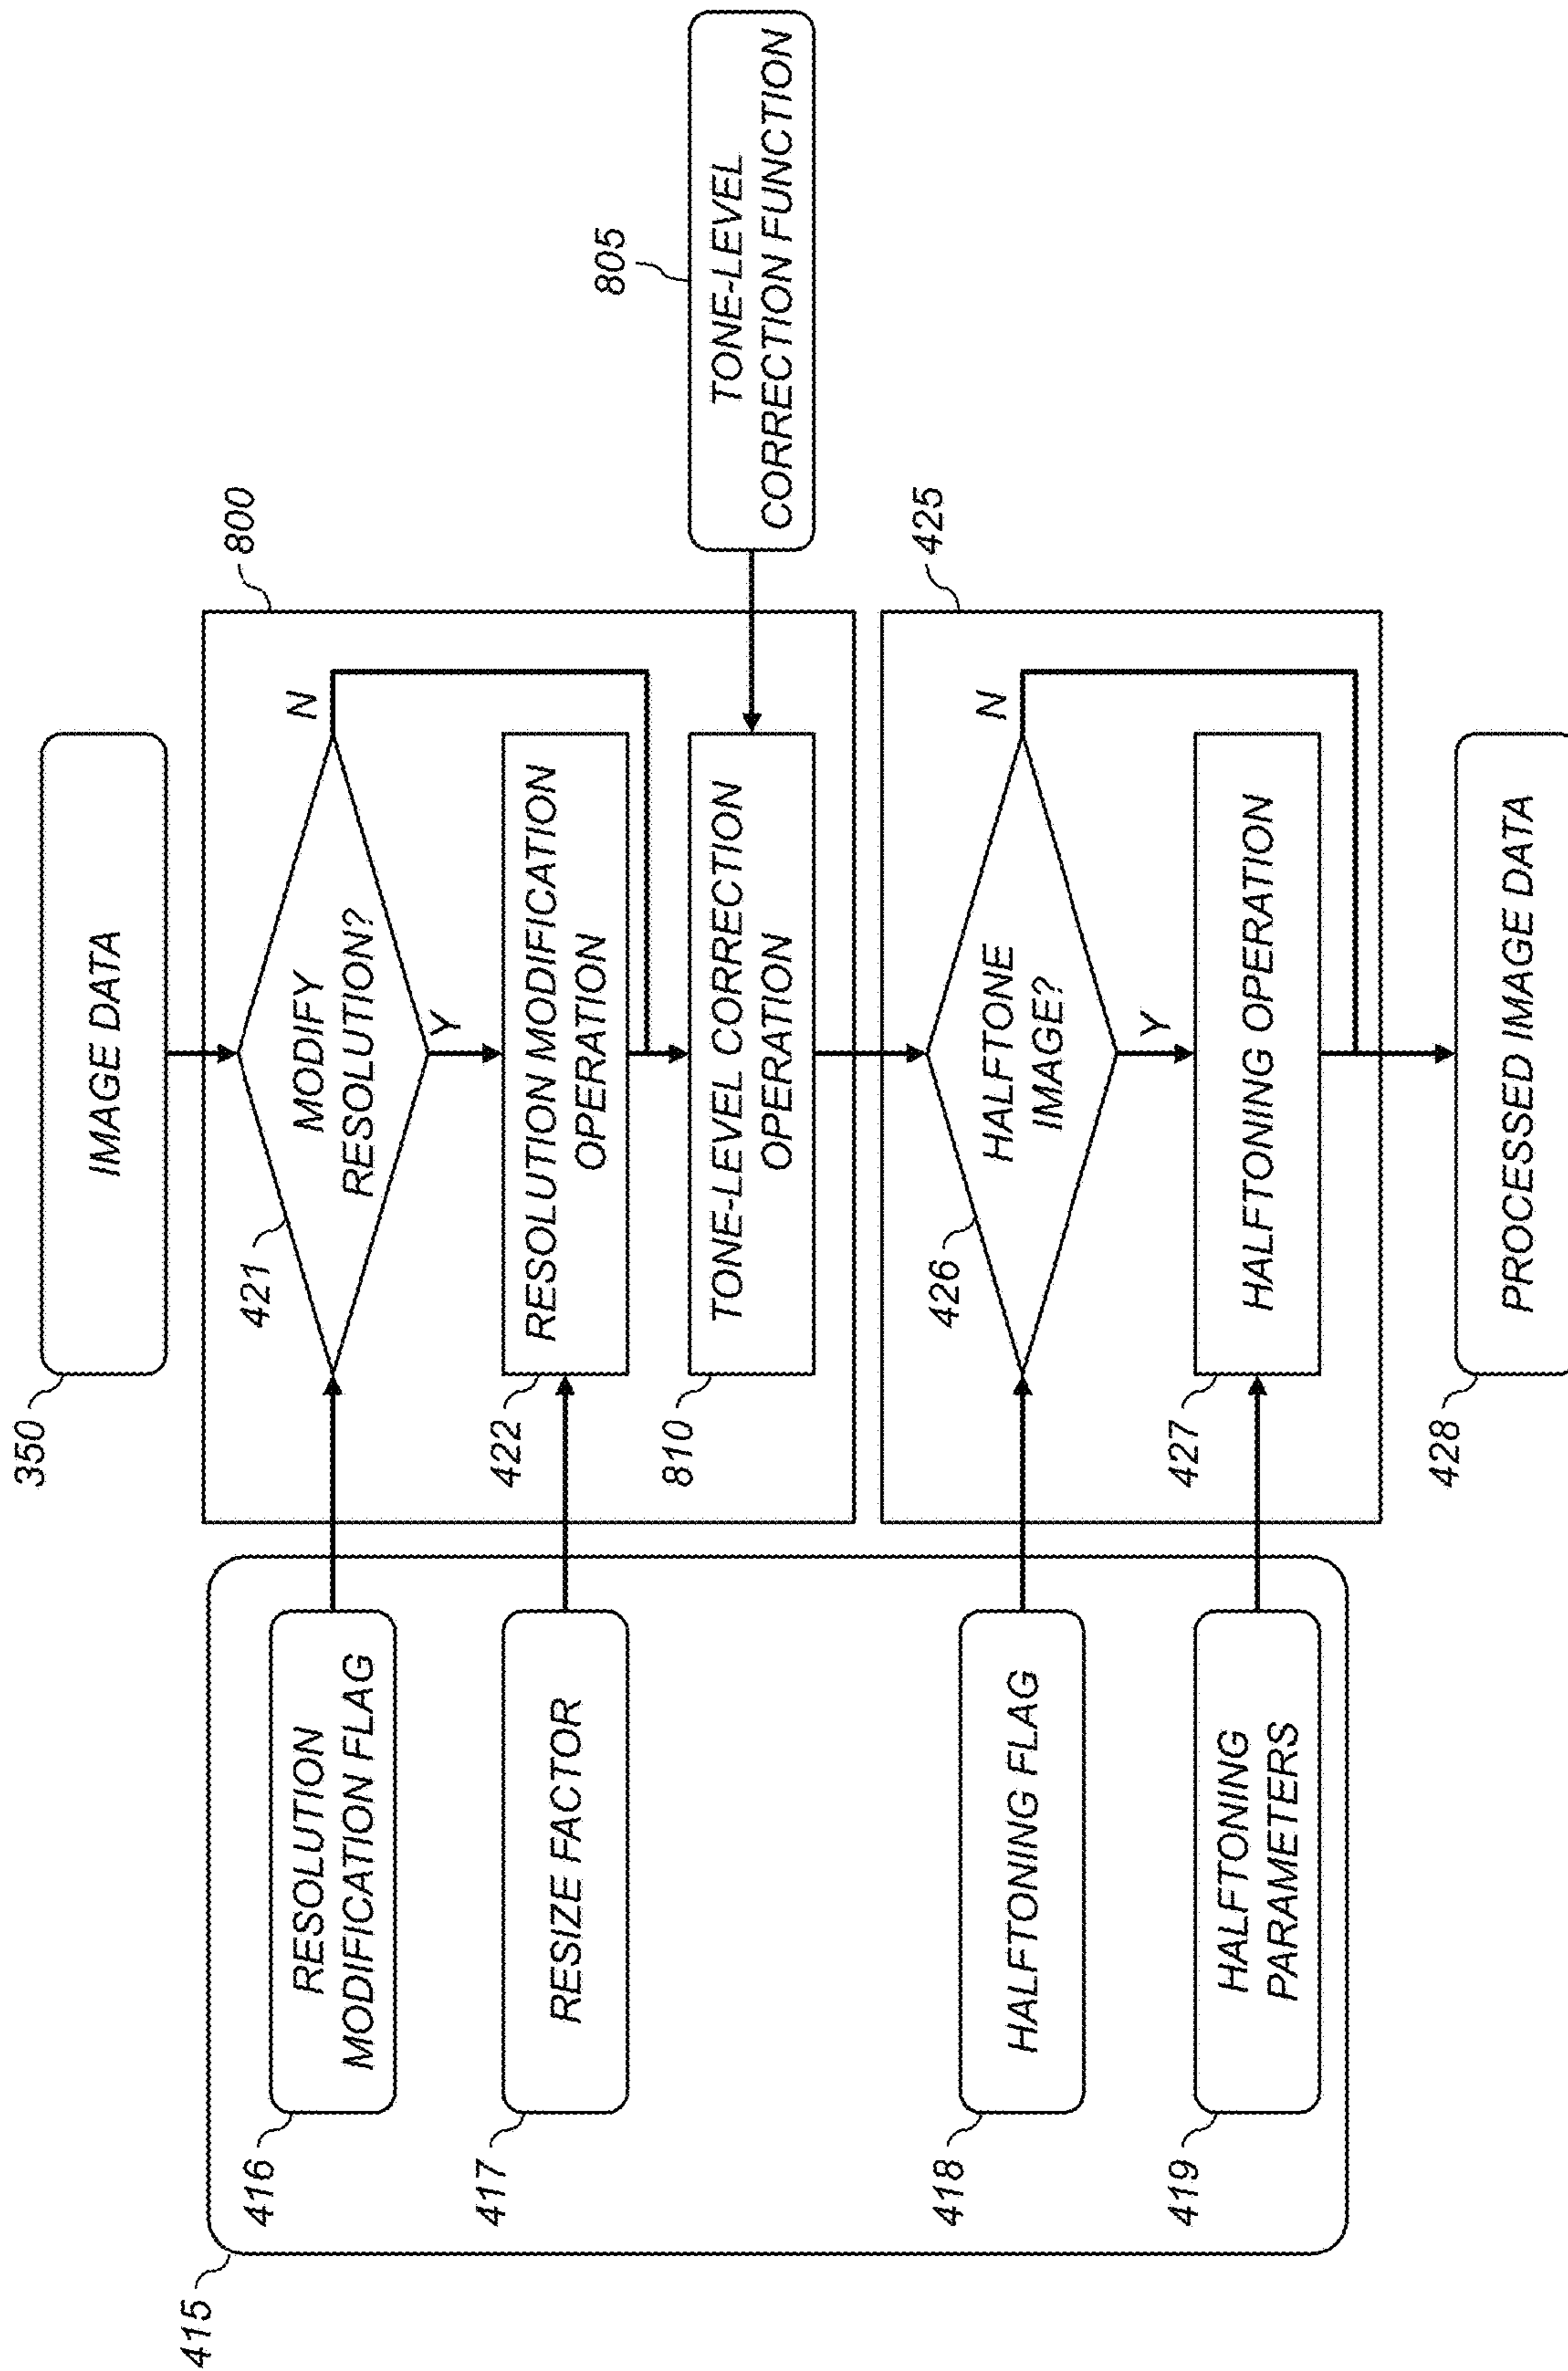 350
IMAGE DATA
800
421
MODIFY
RESOLUTION?
N
Y
415
416
RESOLUTION
MODIFICATION FLAG
417
RESIZE FACTOR
422
RESOLUTION MODIFICATION
OPERATION
810
TONE-LEVEL CORRECTION
OPERATION
805
TONE-LEVEL
CORRECTION FUNCTION
425
418
HALFTONING FLAG
426
HALFTONE
IMAGE?
N
Y
419
HALFTONING
PARAMETERS
427
HALFTONING OPERATION
428
PROCESSED IMAGE DATA